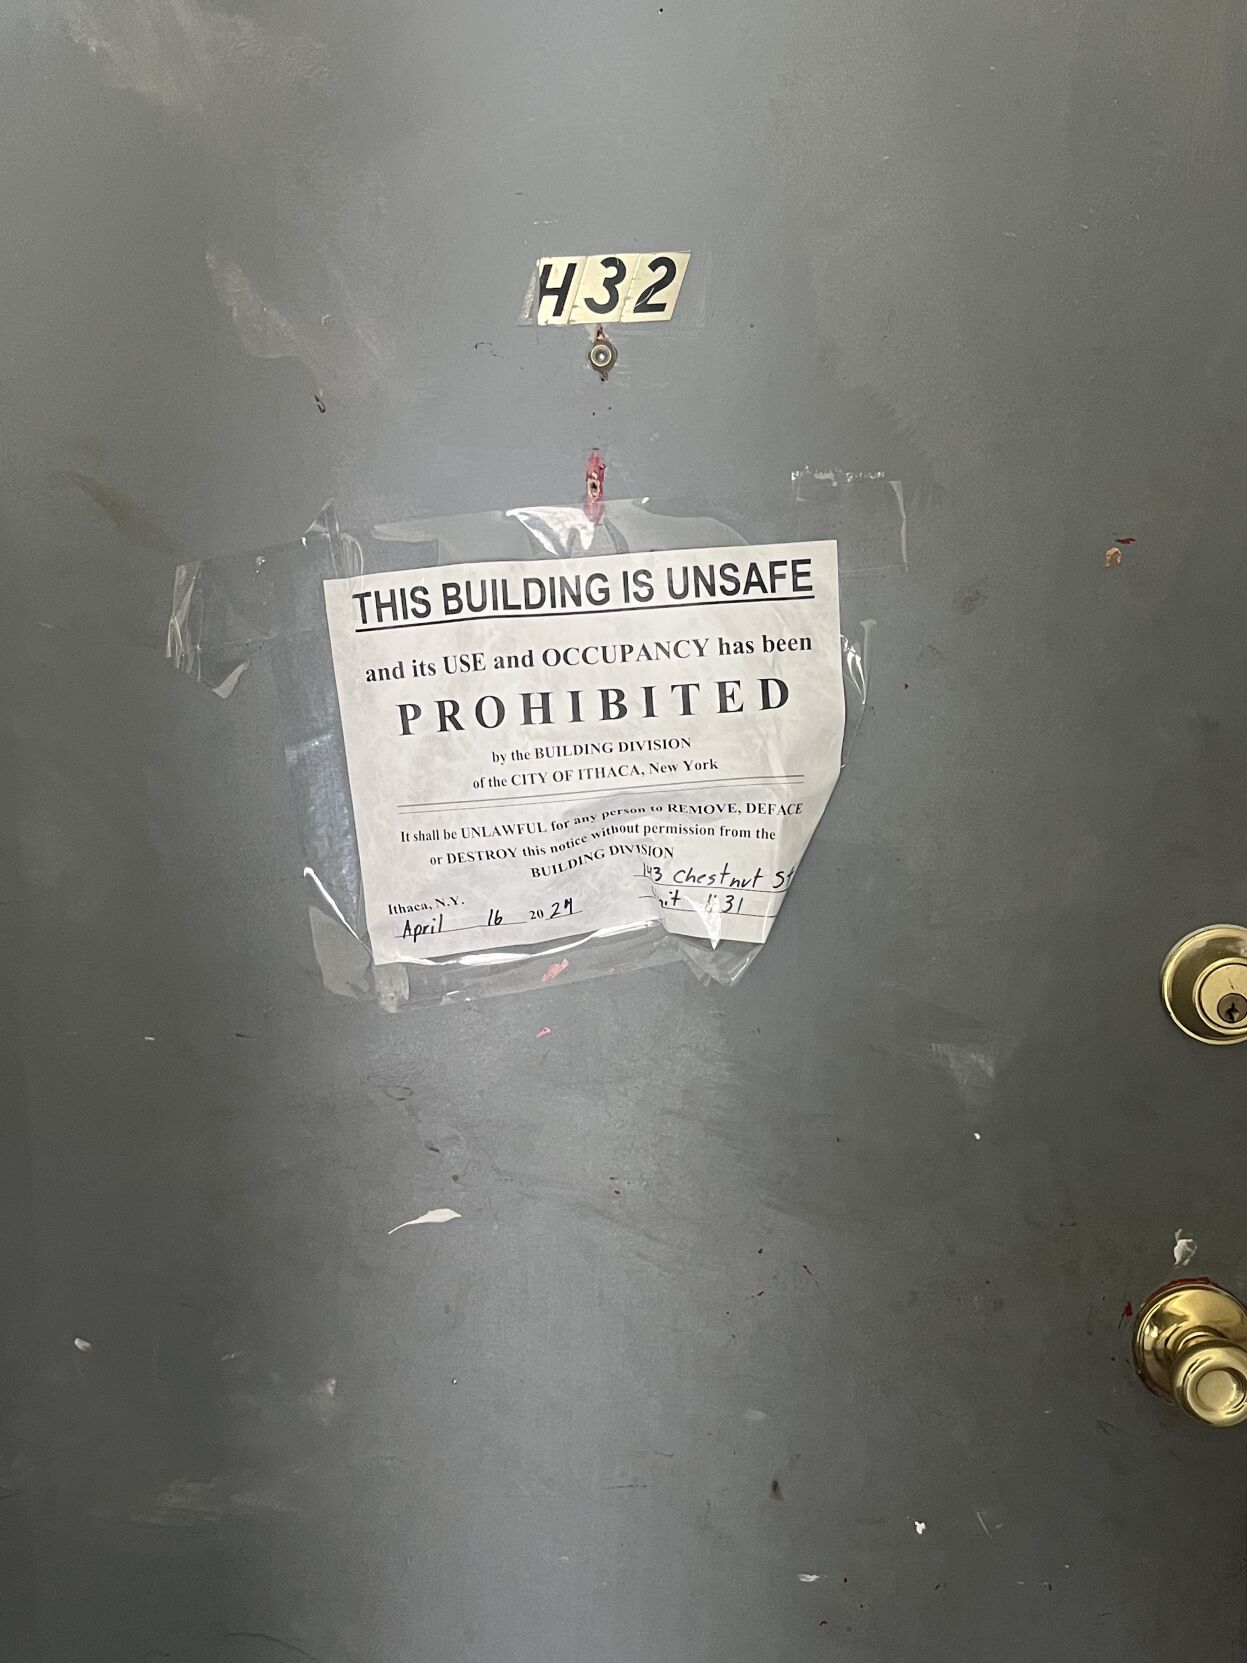 H32
THIS BUILDING IS UNSAFE
and its USE and OCCUPANCY has been
PROHIBITED
by the BUILDING DIVISION
of the CITY OF ITHACA, New York
It shall be UNLAWFUL for any person to REMOVE, DEFACE
or DESTROY this notice without permission from the
BUILDING DIVISION
143 Chestnut St
Ithaca, N.Y.
April 16 2024